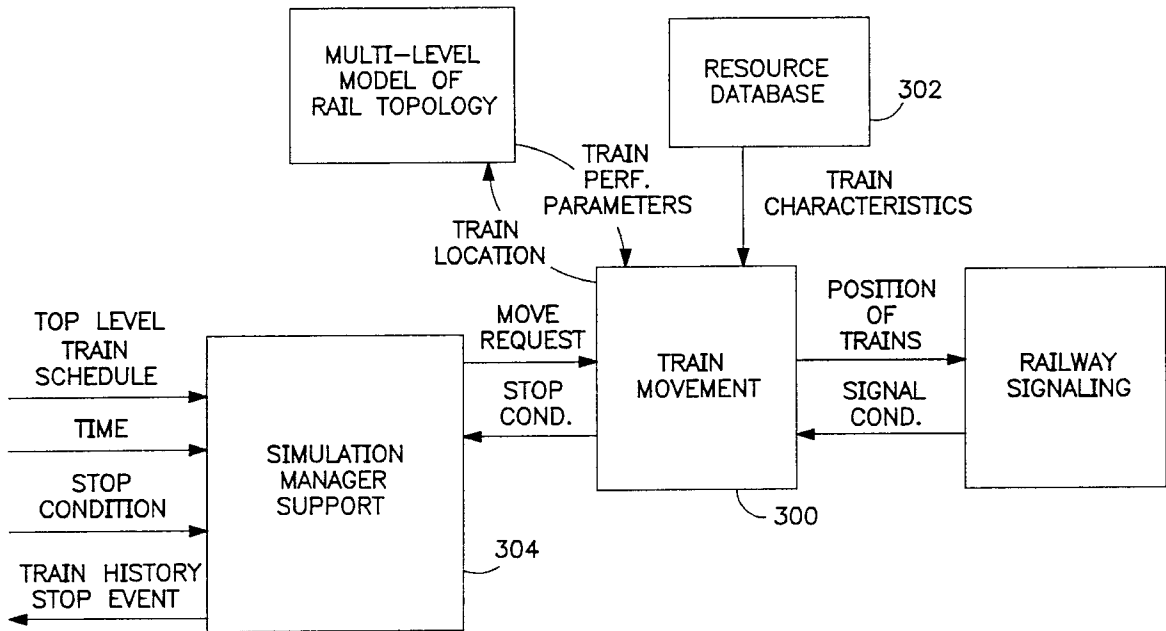 MULTI-LEVEL
MODEL OF
RAIL TOPOLOGY
RESOURCE
DATABASE
302
TRAIN
PERF.
PARAMETERS
TRAIN
CHARACTERISTICS
TRAIN
LOCATION
TOP LEVEL
TRAIN
SCHEDULE
TIME
STOP
CONDITION
TRAIN HISTORY
STOP EVENT
SIMULATION
MANAGER
SUPPORT
304
MOVE
REQUEST
STOP
COND.
TRAIN
MOVEMENT
300
POSITION
OF
TRAINS
SIGNAL
COND.
RAILWAY
SIGNALING